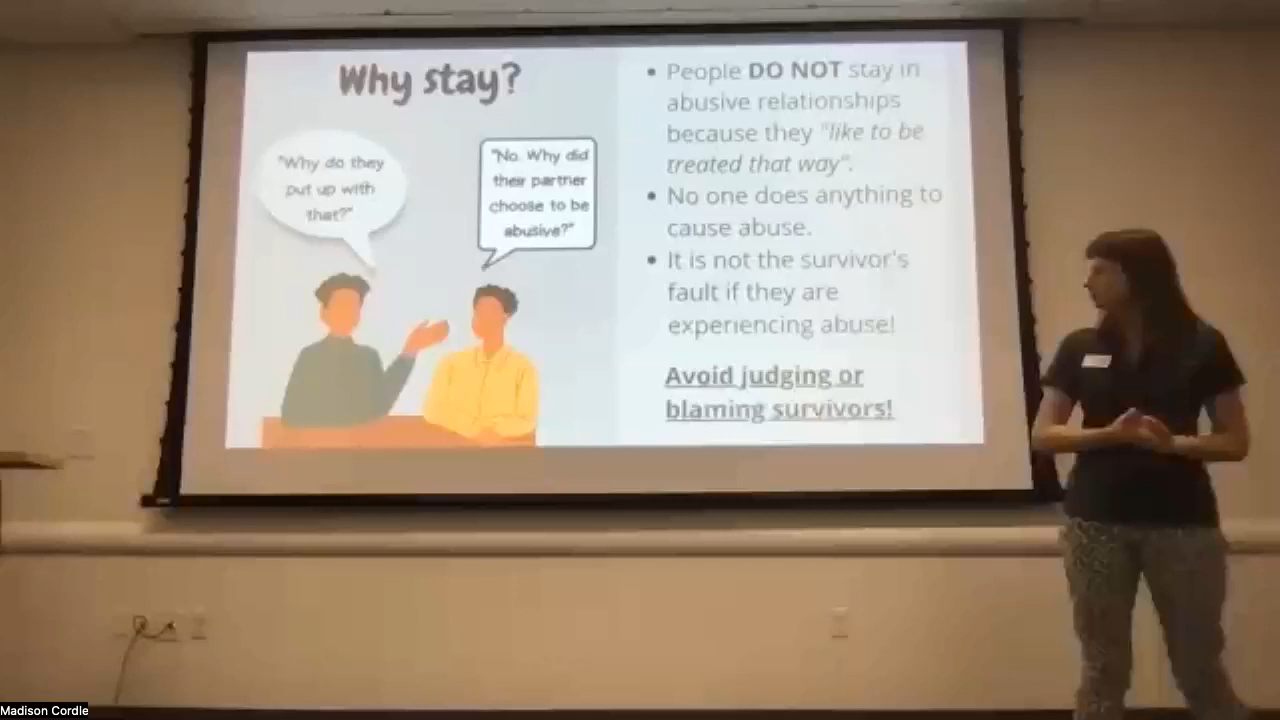 Why stay?
"Why do they
put up with
that?"
"No. Why did
their partner
choose to be
abusive?"
• People DO NOT stay in
abusive relationships
because they "like to be
treated that way".
• No one does anything to
cause abuse.
• It is not the survivor's
fault if they are
experiencing abuse!
Avoid judging or
blaming survivors!
Madison Cordle